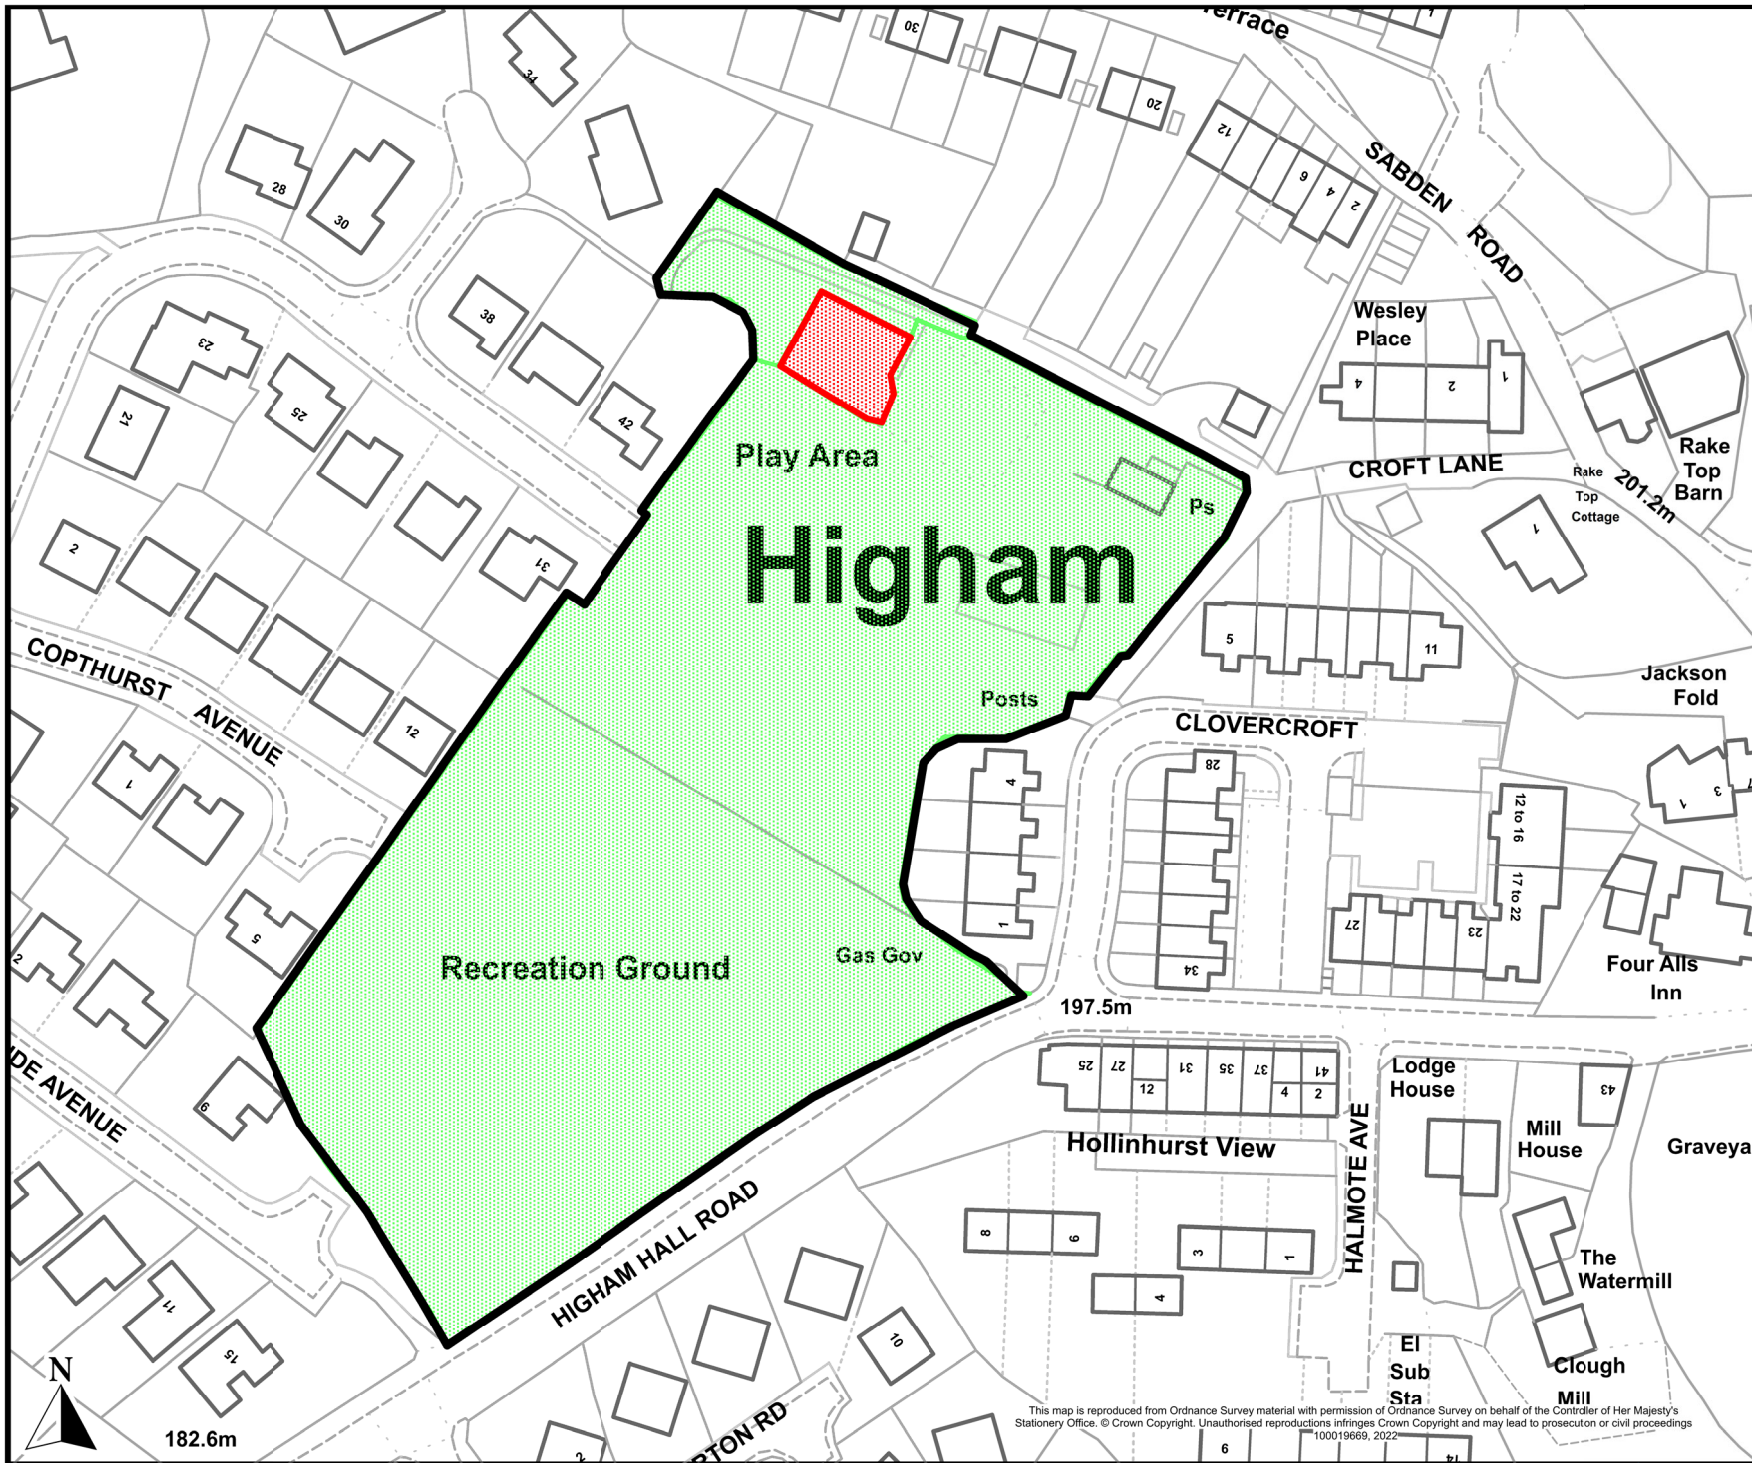 Terrace
30
34
20
12
6
4
2
SABDEN
ROAD
28
30
38
23
25
21
42
Wesley
Place
4
2
1
Rake
Top
Barn
CROFT LANE
Rake
Top
Cottage
201.2m
1
Play Area
Ps
Higham
31
2
5
11
COPTHURST
AVENUE
12
Jackson
Fold
Posts
CLOVERCROFT
1
4
28
3
1
12 to 16
17 to 22
1
27
23
5
2
Recreation Ground
Gas Gov
34
Four Alls
Inn
197.5m
IDE AVENUE
9
25
27
31
35
37
41
12
4
2
Lodge
House
43
Hollinhurst View
HALMOTE AVE
Mill
House
Graveya
HIGHAM HALL ROAD
8
6
3
1
4
The
Watermill
11
15
10
El
Sub
Sta
Clough
Mill
N
182.6m
RTON RD
2
This map is reproduced from Ordnance Survey material with permission of Ordnance Survey on behalf of the Contrdler of Her Majesty's
Stationery Office. © Crown Copyright. Unauthorised reproductions infringes Crown Copyright and may lead to prosecuton or civil proceedings
100019669, 2022
6
14